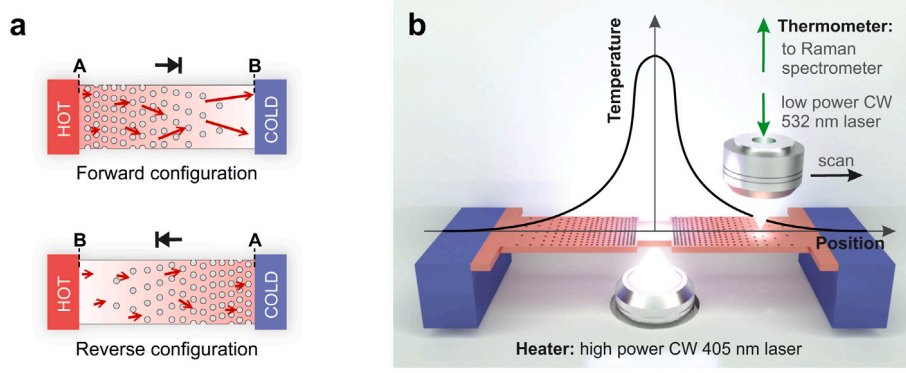 a
A
B
HOT
COLD
Forward configuration
B
A
HOT
COLD
Reverse configuration
b
Temperature
Thermometer:
to Raman
spectrometer
low power CW
532 nm laser
scan
Position
Heater: high power CW 405 nm laser